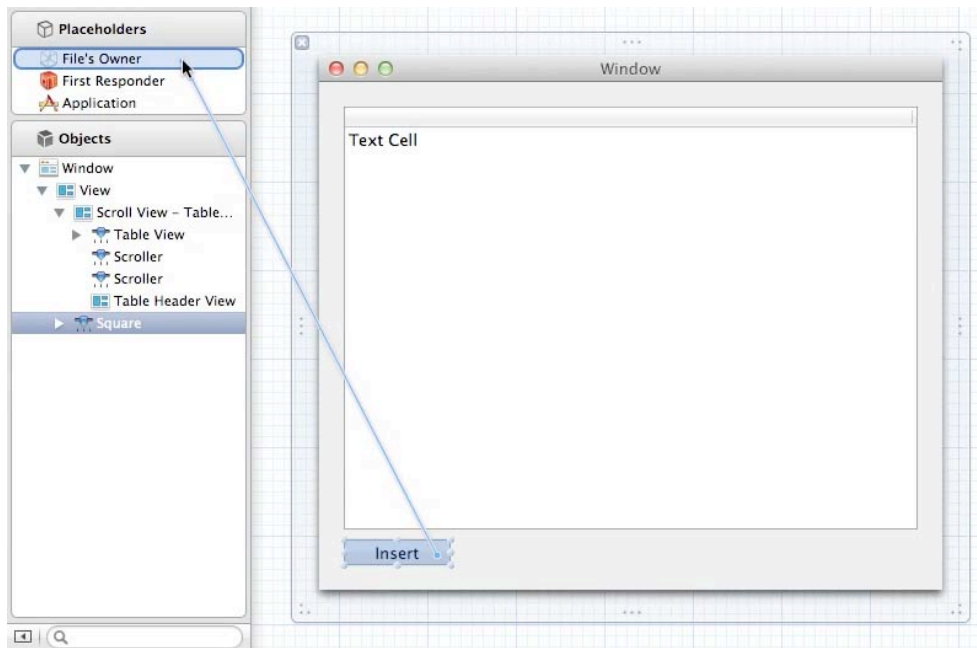 Placeholders
File's Owner
First Responder
Application
Objects
Window
View
Scroll View – Table...
Table View
Scroller
Scroller
Table Header View
Square
Window
Text Cell
Insert